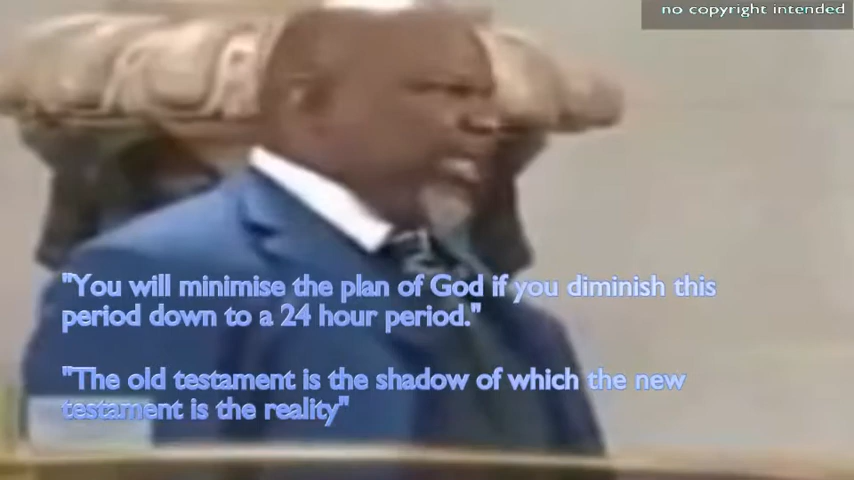 no copyright intended
"You will minimise the plan of God if you diminish this
period down to a 24 hour period."
"The old testament is the shadow of which the new
testament is the reality"